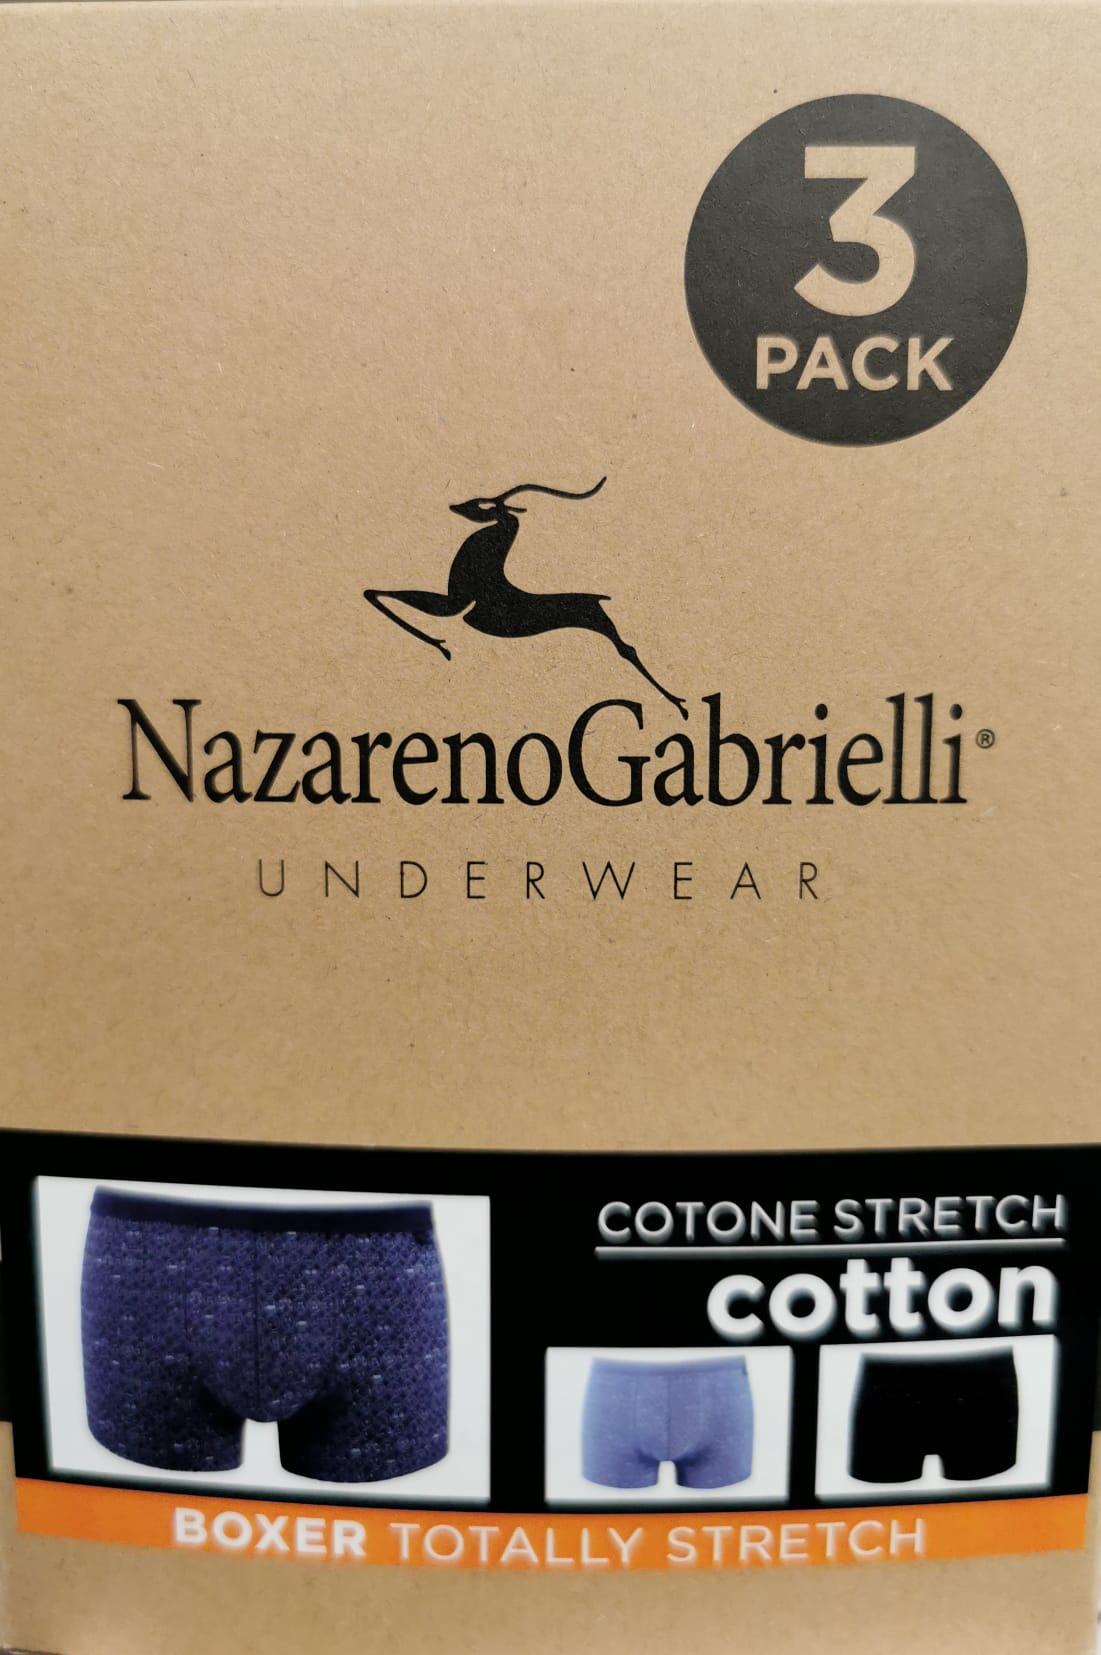 3
PACK
NazarenoGabrielli®
UNDERWEAR
COTONE STRETCH
cotton
BOXER TOTALLY STRETCH